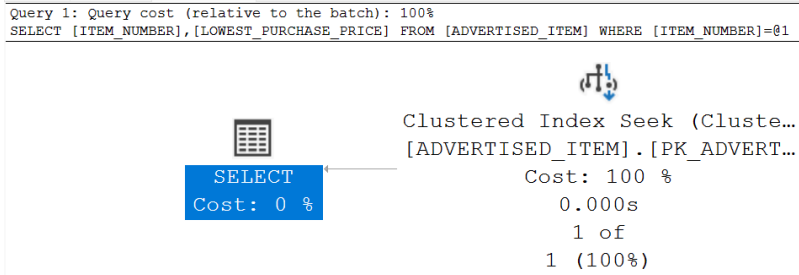 Query 1: Query cost (relative to the batch): 100%
SELECT [ITEM_NUMBER],[LOWEST_PURCHASE_PRICE] FROM [ADVERTISED_ITEM] WHERE [ITEM_NUMBER]=@1
Clustered Index Seek (Cluste…
[ADVERTISED_ITEM].[PK_ADVERT…
SELECT
Cost: 0 %
Cost: 100 %
0.000s
1 of
1 (100%)